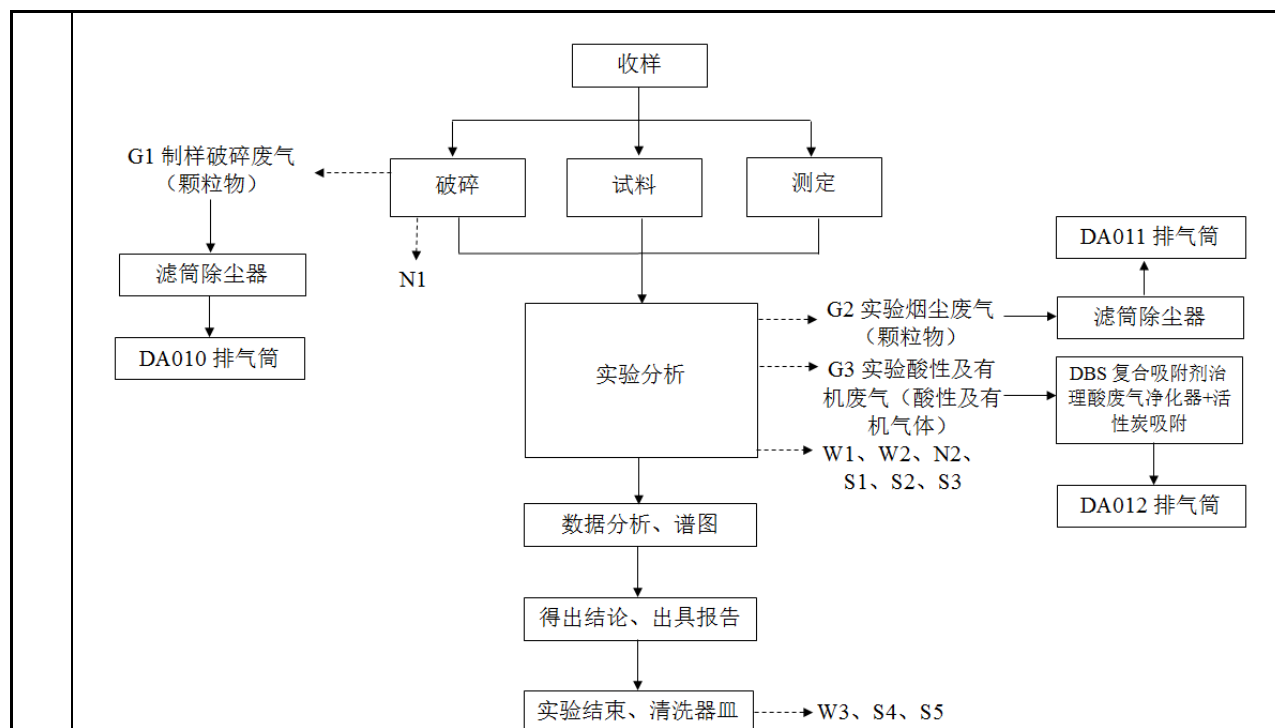 收样
G1 制样破碎废气
（颗粒物）
破碎
试料
测定
滤筒除尘器
N1
DA010 排气筒
DA011 排气筒
实验分析
G2 实验烟尘废气
（颗粒物）
滤筒除尘器
G3 实验酸性及有
机废气（酸性及有
机气体）
DBS 复合吸附剂治
理酸废气净化器+活
性炭吸附
W1、W2、N2、
S1、S2、S3
DA012 排气筒
数据分析、谱图
得出结论、出具报告
实验结束、清洗器皿
W3、S4、S5